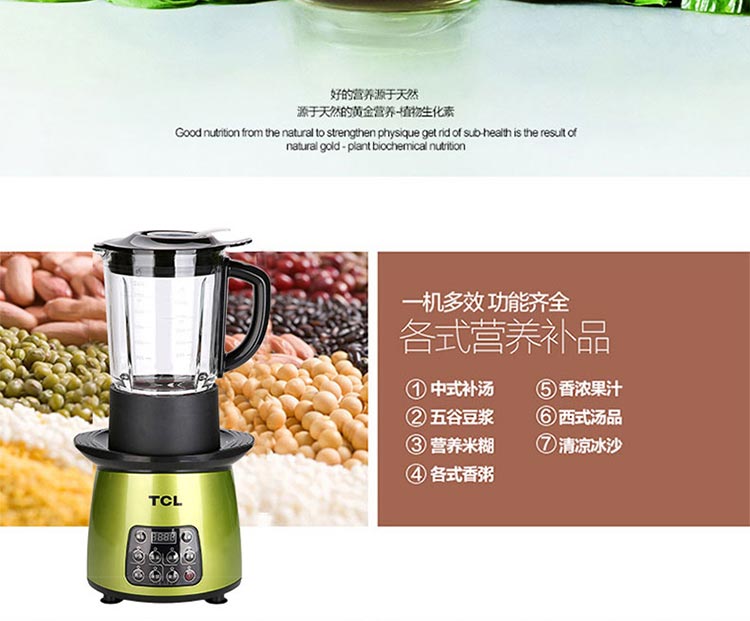 好的营养源于天然
源于天然的黄金营养-植物生化素
Good nutrition from the natural to strengthen physique get rid of sub-health is the result of
natural gold - plant biochemical nutrition
一机多效 功能齐全
各式营养补品
① 中式补汤
② 五谷豆浆
③ 营养米糊
④ 各式香粥
⑤ 香浓果汁
⑥ 西式汤品
⑦ 清凉冰沙
TCL